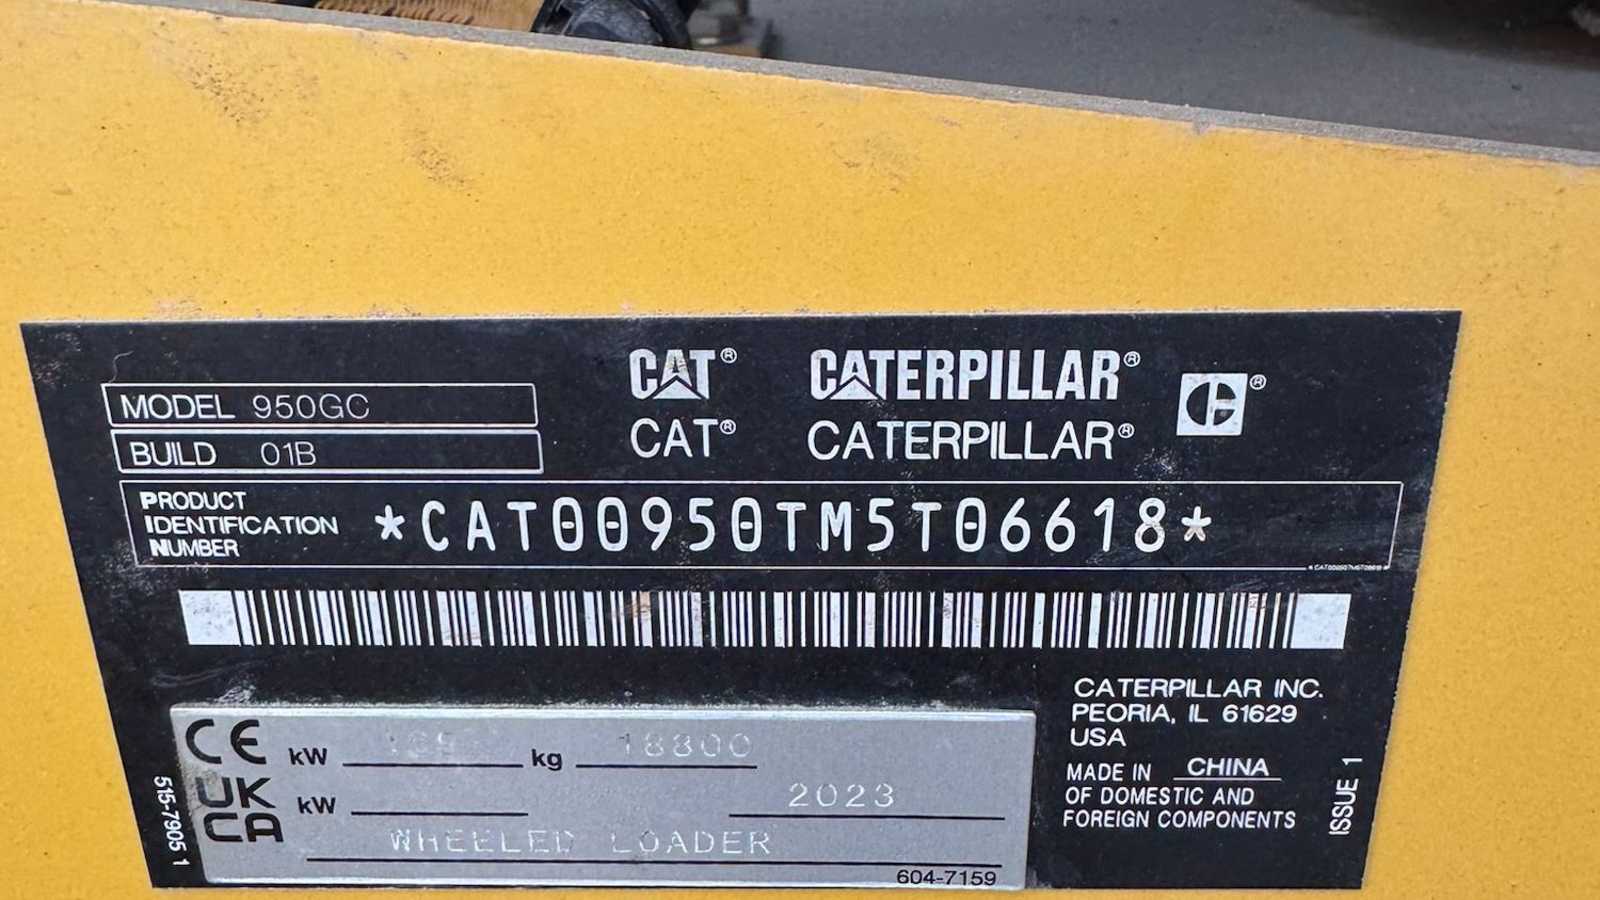 CAT® CATERPILLAR®
CAT® CATERPILLAR®
MODEL 950GC
BUILD 01B
PRODUCT
IDENTIFICATION
NUMBER
*CAT00950TM5T06618*
CATERPILLAR INC.
PEORIA, IL 61629
USA
MADE IN CHINA
OF DOMESTIC AND
FOREIGN COMPONENTS
ISSUE 1
515-7905 1
CE kW kg 18800
UK
CA
kW 2023
WHEELED LOADER
604-7159